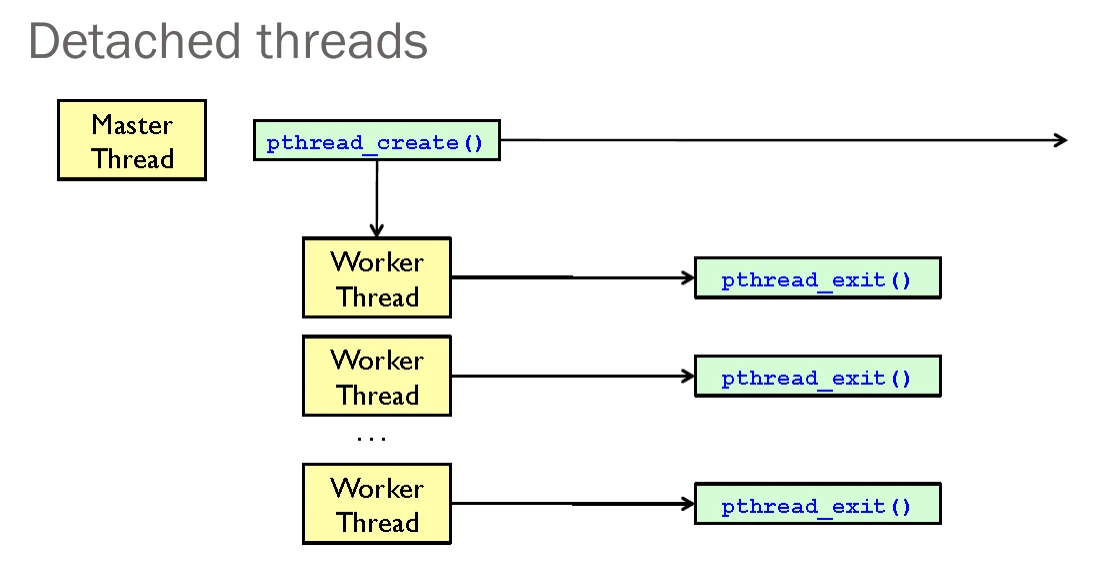 Detached threads
Master
Thread
pthread_create()
Worker
Thread
pthread_exit()
Worker
Thread
pthread_exit()
...
Worker
Thread
pthread_exit()